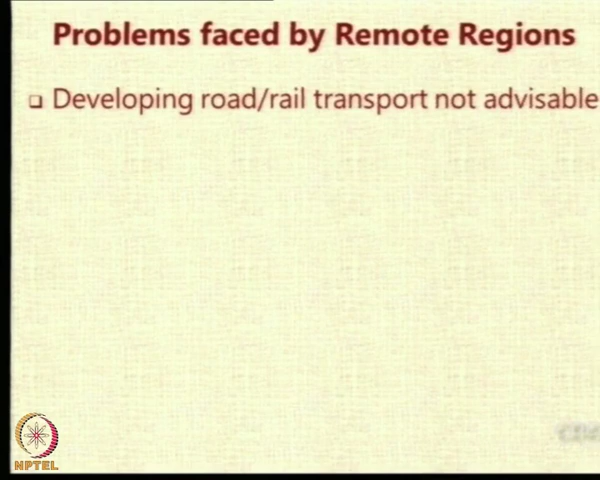 Problems faced by Remote Regions
Developing road/rail transport not advisable
NPTEL